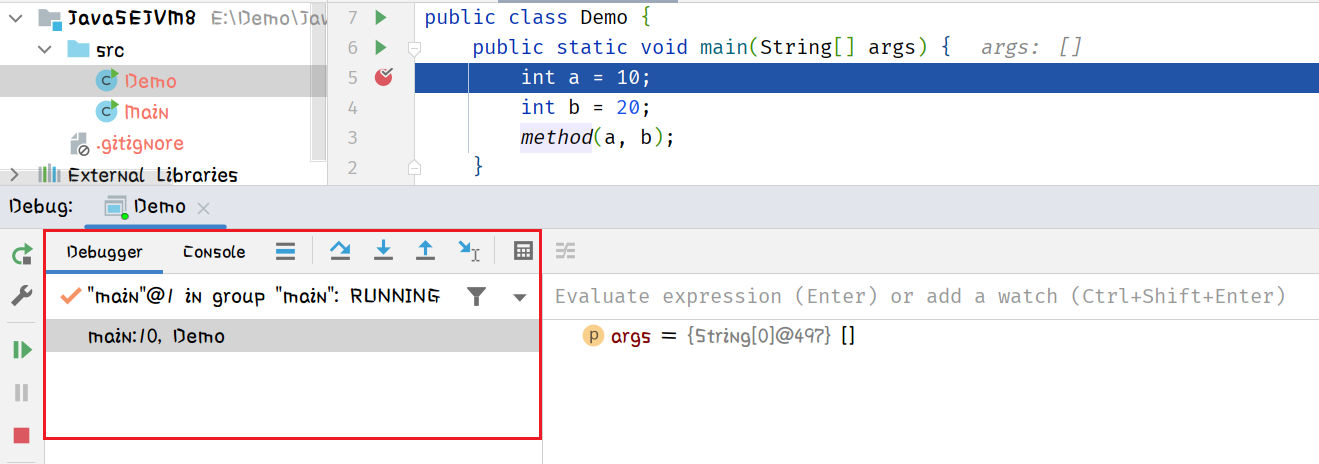 JavaSEJVM8 E:\Demo\Jav
src
Demo
Main
.gitignore
External Libraries
7 public class Demo {
6 public static void main(String[] args) { args: []
5 int a = 10;
4 int b = 20;
3 method(a, b);
2 }
Debug: Demo
Debugger Console
"main"@1 in group "main": RUNNING
main:10, Demo
Evaluate expression (Enter) or add a watch (Ctrl+Shift+Enter)
p args = {String[0]@497} []